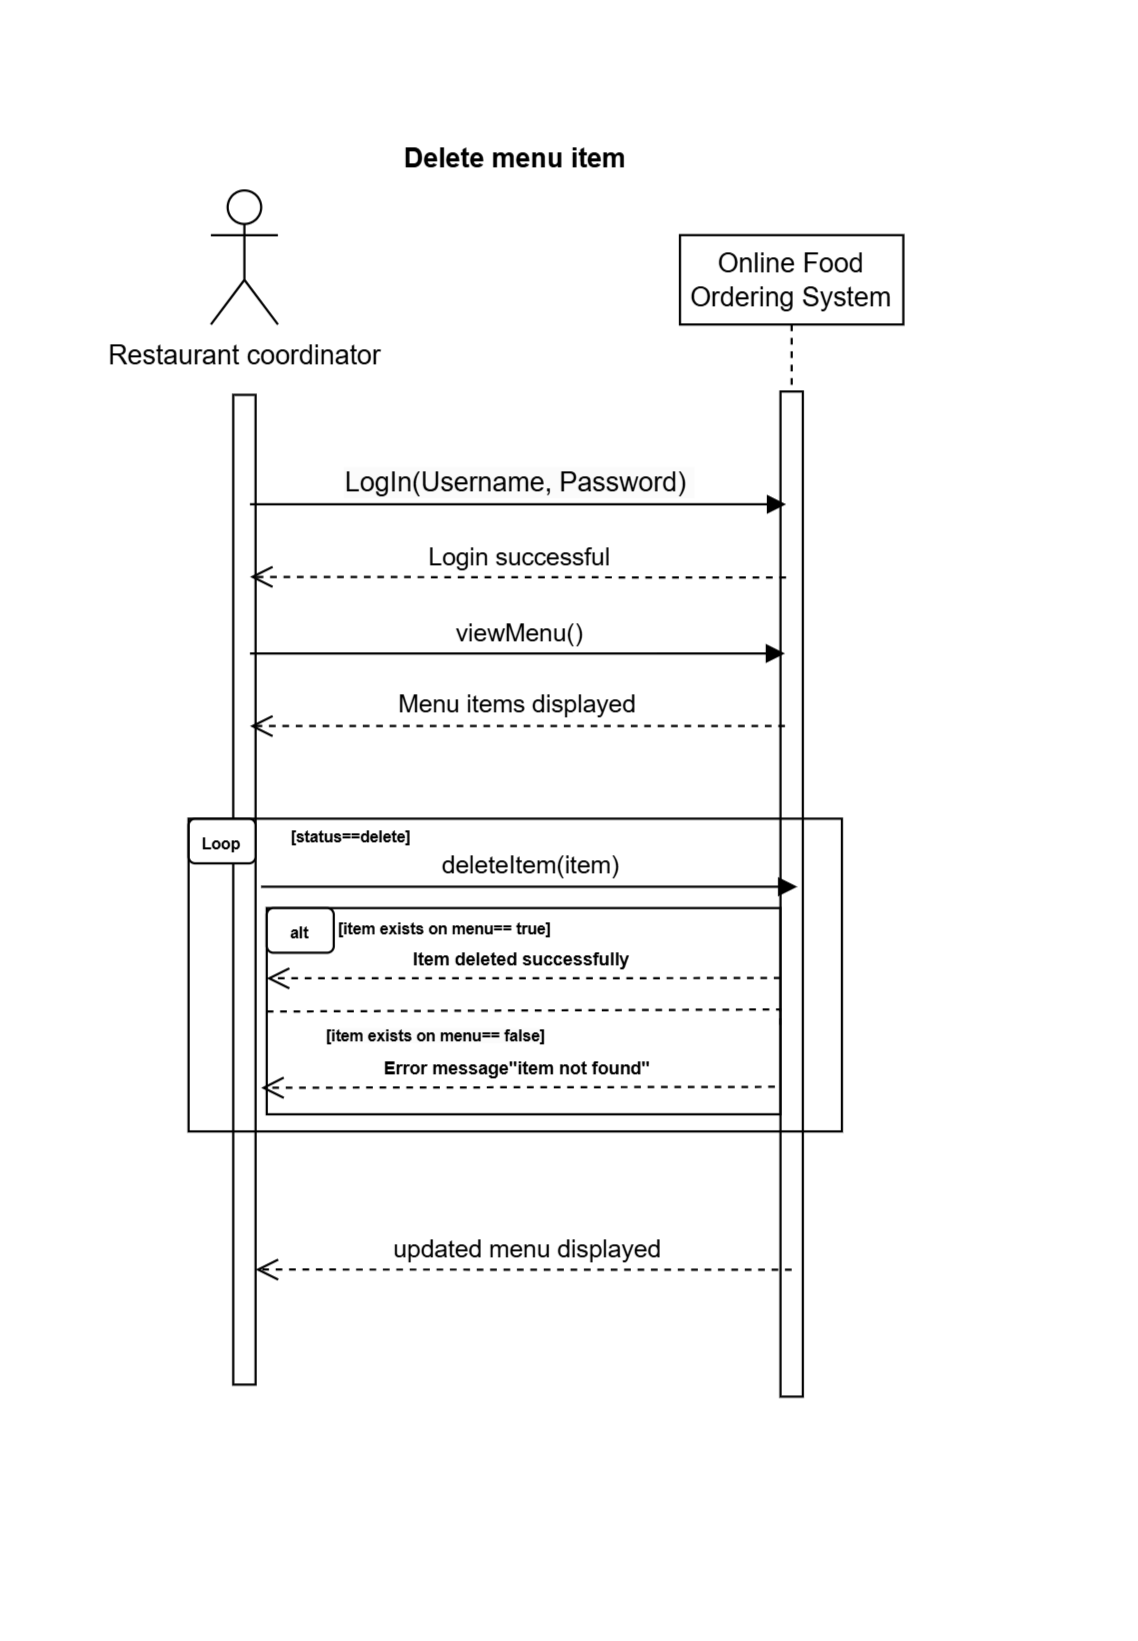 Delete menu item
Online Food
Ordering System
Restaurant coordinator
LogIn(Username, Password)
Login successful
viewMenu()
Menu items displayed
Loop
[status==delete]
deleteItem(item)
alt
[item exists on menu== true]
Item deleted successfully
[item exists on menu== false]
Error message"item not found"
updated menu displayed